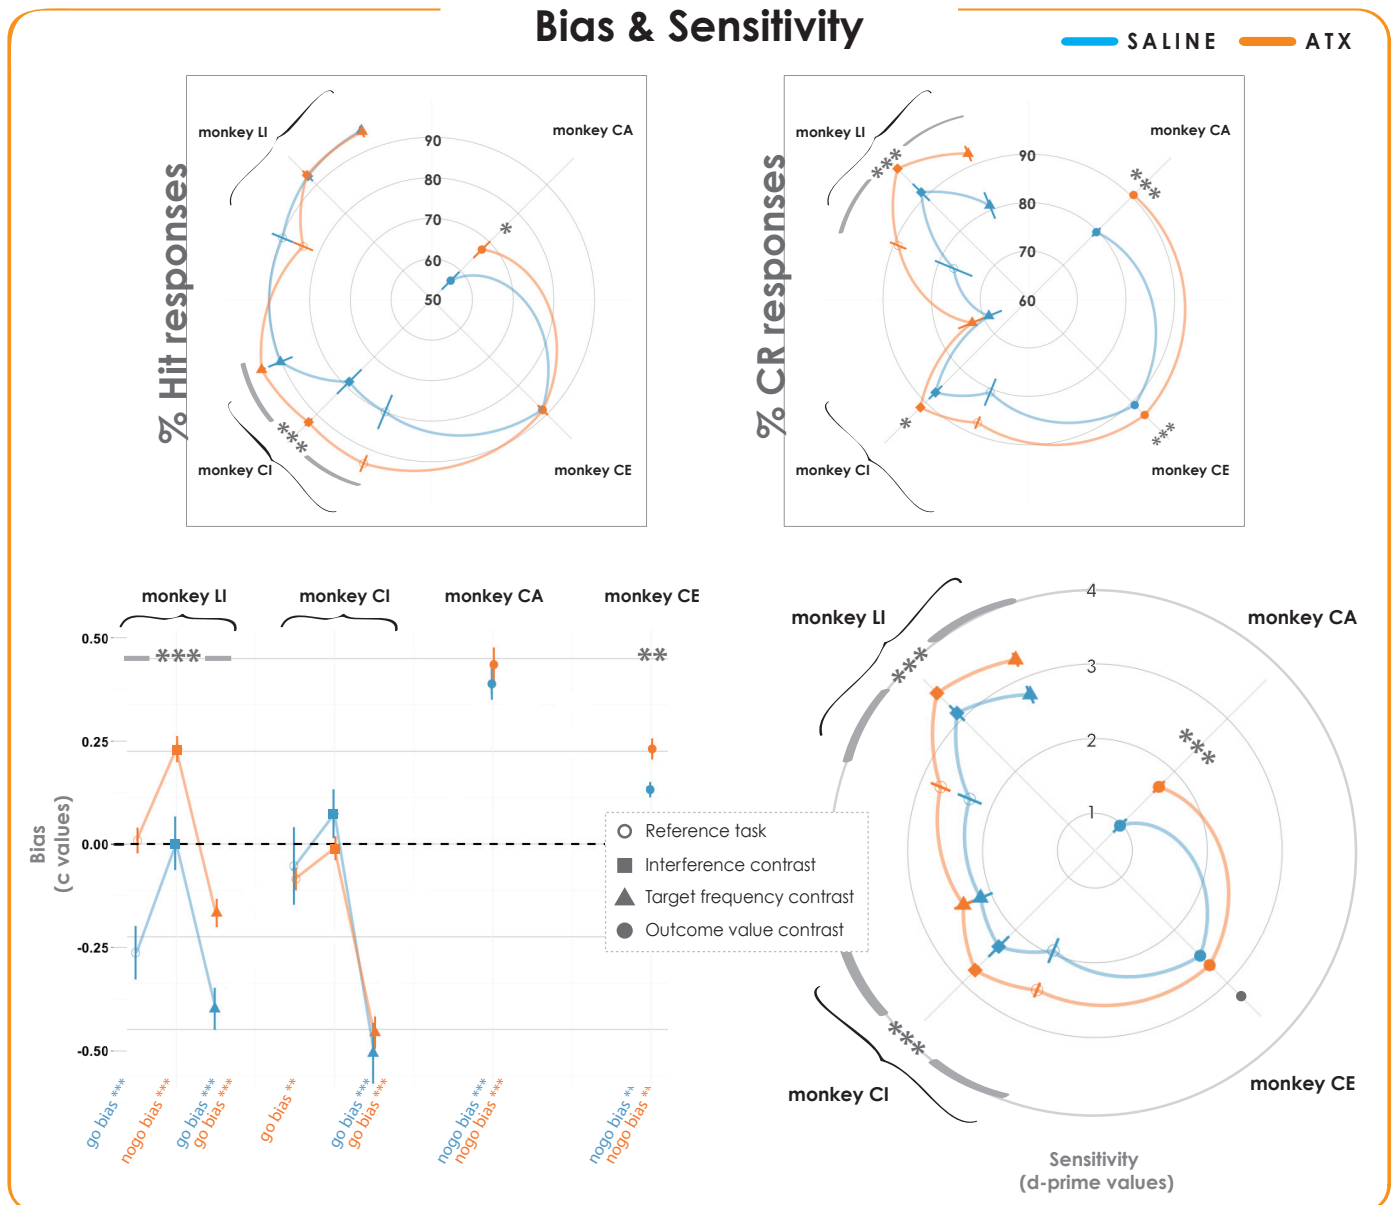 Bias & Sensitivity
SALINE
ATX
% Hit responses
monkey LI
monkey CA
90
80
70
60
50
*
***
monkey CI
monkey CE
% CR responses
monkey LI
monkey CA
***
***
90
80
70
60
*
***
monkey CI
monkey CE
monkey LI
monkey CI
monkey CA
monkey CE
Bias
(c values)
0.50
0.25
0.00
-0.25
-0.50
***
**
go bias ***
nogo bias ***
go bias ***
go bias ***
go bias **
go bias ***
go bias ***
nogo bias ***
nogo bias ***
nogo bias **
nogo bias **
Reference task
Interference contrast
Target frequency contrast
Outcome value contrast
monkey LI
monkey CA
4
3
2
1
***
***
***
monkey CI
monkey CE
Sensitivity
(d-prime values)